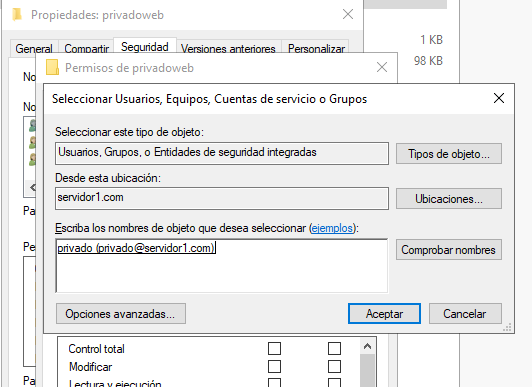 Propiedades: privadoweb
General
Compartir
Seguridad
Versiones anteriores
Personalizar
1 KB
98 KB
Permisos de privadoweb
Seleccionar Usuarios, Equipos, Cuentas de servicio o Grupos
Seleccionar este tipo de objeto:
Usuarios, Grupos, o Entidades de seguridad integradas
Tipos de objeto...
Desde esta ubicación:
servidor1.com
Ubicaciones...
Escriba los nombres de objeto que desea seleccionar (ejemplos):
privado (privado@servidor1.com)
Comprobar nombres
Opciones avanzadas...
Aceptar
Cancelar
No
No
Pa
Pe
Control total
Modificar
Lectura y ejecución